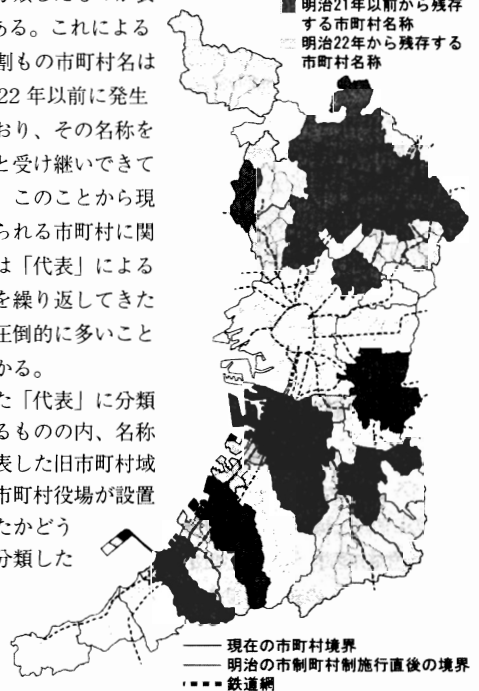 ある。これによる
割もの市町村名は
22 年以前に発生
おり、その名称を
と受け継いできて
このことから現
られる市町村に関
は「代表」による
を繰り返してきた
圧倒的に多いこと
かる。
た「代表」に分類
るものの内、名称
表した旧市町村域
市町村役場が設置
たかどう
分類した
明治21年以前から残存
する市町村名称
明治22年から残存する
市町村名称
現在の市町村境界
明治の市制町村制施行直後の境界
鉄道網